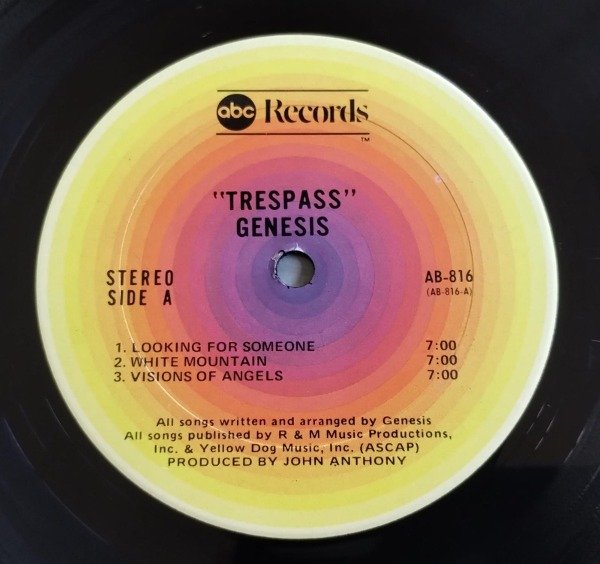 abc Records
TM
"TRESPASS"
GENESIS
STEREO
SIDE A
AB-816
(AB-816-A)
1. LOOKING FOR SOMEONE 7:00
2. WHITE MOUNTAIN 7:00
3. VISIONS OF ANGELS 7:00
All songs written and arranged by Genesis
All songs published by R & M Music Productions,
Inc. & Yellow Dog Music, Inc. (ASCAP)
PRODUCED BY JOHN ANTHONY